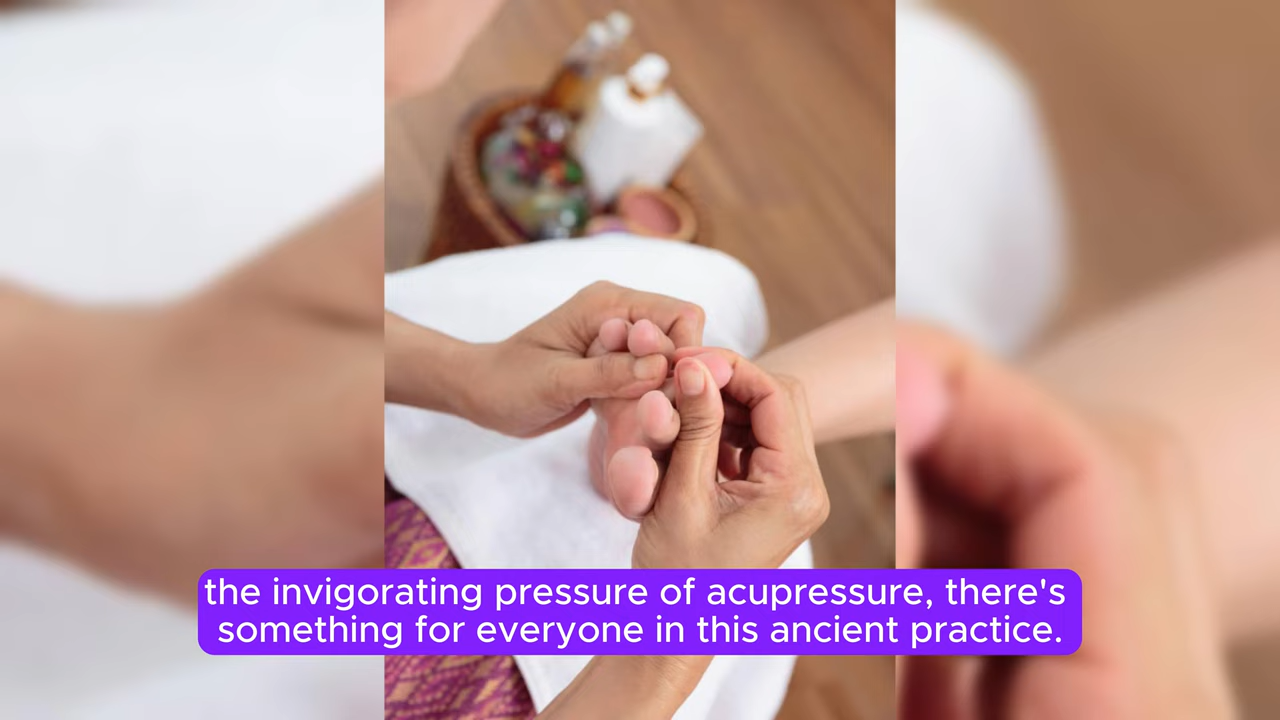 the invigorating pressure of acupressure, there's
something for everyone in this ancient practice.